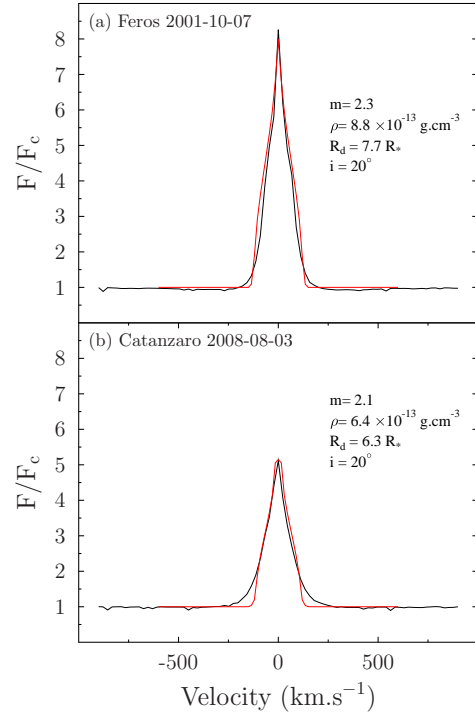 (a) Feros 2001-10-07
8
7
6
5
4
3
2
1
F/F_c
m= 2.3
ρ= 8.8 ×10^-13 g.cm^-3
R_d = 7.7 R_*
i = 20°
(b) Catanzaro 2008-08-03
8
7
6
5
4
3
2
1
F/F_c
m= 2.1
ρ= 6.4 ×10^-13 g.cm^-3
R_d = 6.3 R_*
i = 20°
-500 0 500
Velocity (km.s^-1)